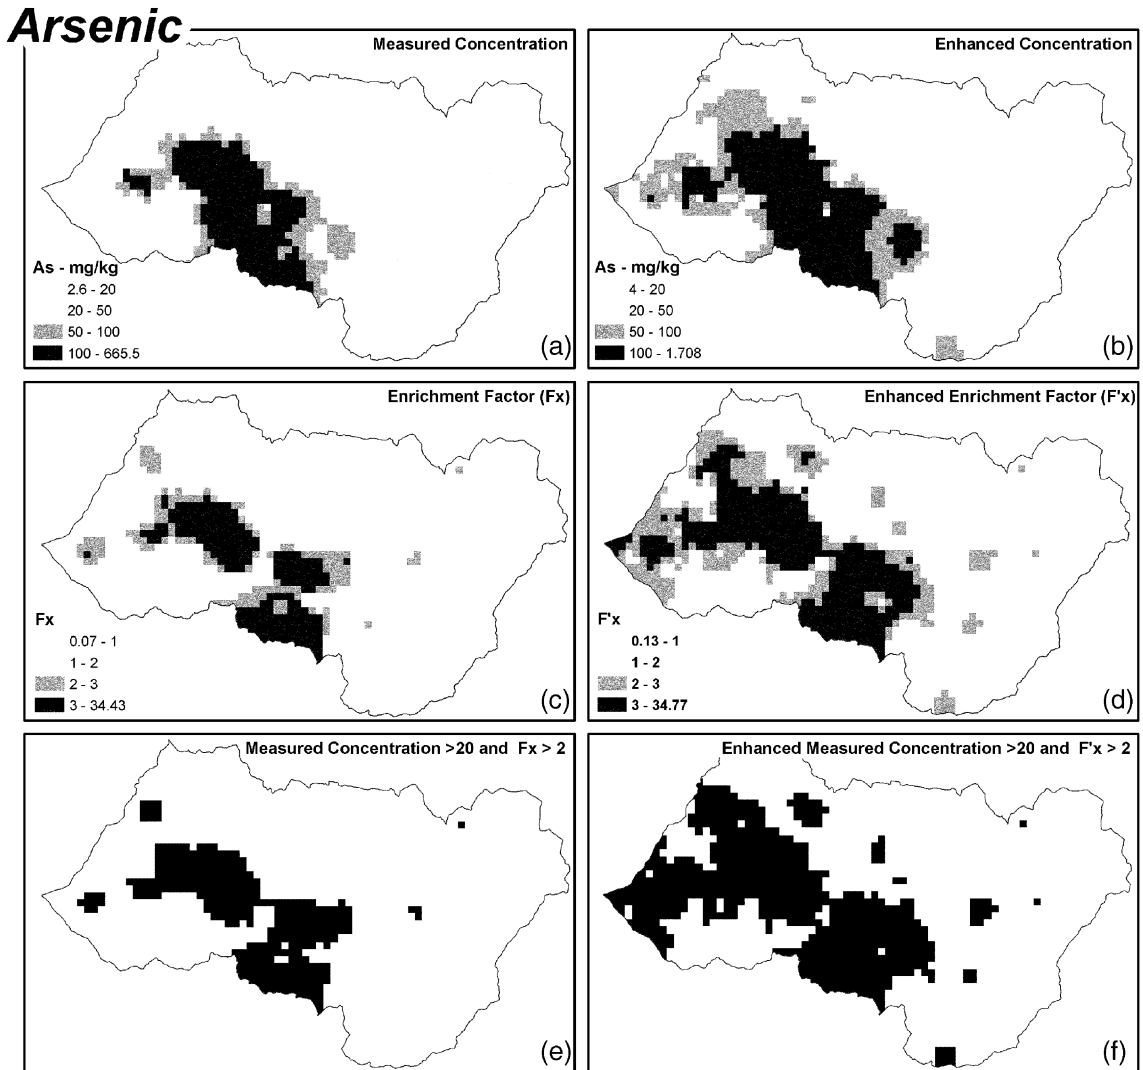 Arsenic
Measured Concentration
As - mg/kg
2.6 - 20
20 - 50
50 - 100
100 - 665.5
(a)
Enhanced Concentration
As - mg/kg
4 - 20
20 - 50
50 - 100
100 - 1.708
(b)
Enrichment Factor (Fx)
Fx
0.07 - 1
1 - 2
2 - 3
3 - 34.43
(c)
Enhanced Enrichment Factor (F'x)
F'x
0.13 - 1
1 - 2
2 - 3
3 - 34.77
(d)
Measured Concentration >20 and Fx > 2
(e)
Enhanced Measured Concentration >20 and F'x > 2
(f)